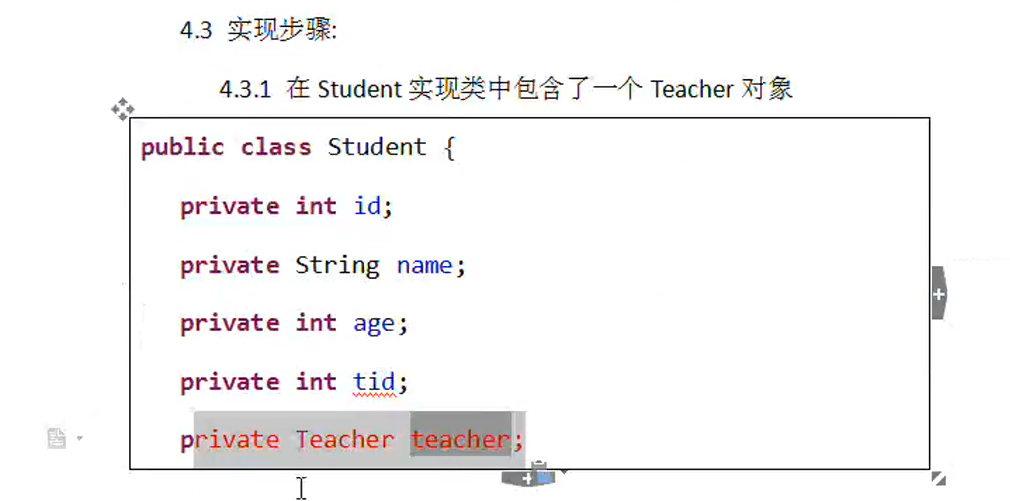 4.3 实现步骤:
4.3.1 在 Student 实现类中包含了一个 Teacher 对象
public class Student {
private int id;
private String name;
private int age;
private int tid;
private Teacher teacher;